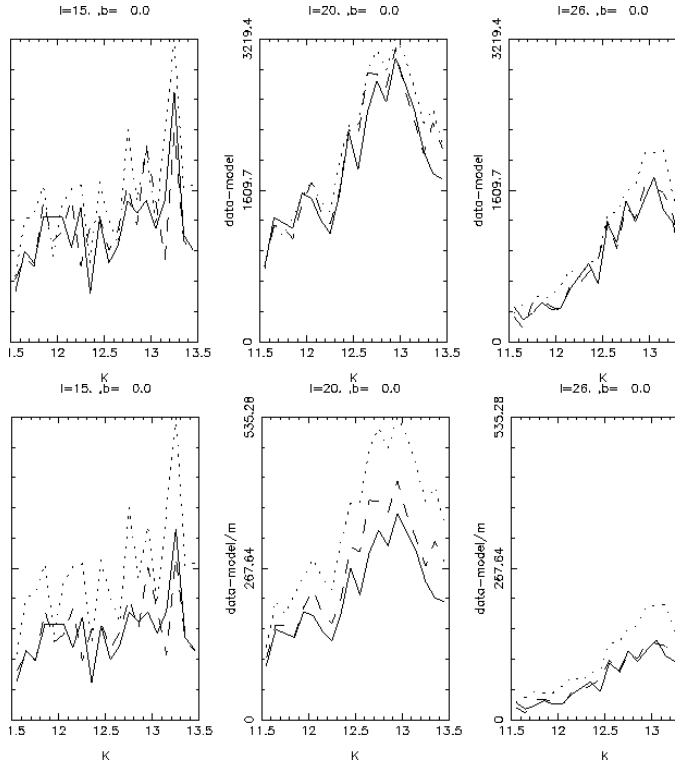 l=15. ,b= 0.0
l=20. ,b= 0.0
l=26. ,b= 0.0
3219.4
1609.7
0
data-model
3219.4
1609.7
0
data-model
1.5 12 12.5 13 13.5
11.5 12 12.5 13 13.5
11.5 12 12.5 13
K
K
K
l=15. ,b= 0.0
l=20. ,b= 0.0
l=26. ,b= 0.0
535.28
267.64
0
data-model/m
535.28
267.64
0
data-model/m
1.5 12 12.5 13 13.5
11.5 12 12.5 13 13.5
11.5 12 12.5 13
K
K
K